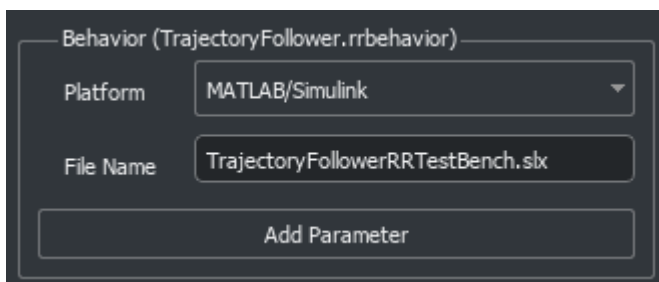 Behavior (TrajectoryFollower.rrbehavior)
Platform MATLAB/Simulink
File Name TrajectoryFollowerRRTestBench.slx
Add Parameter